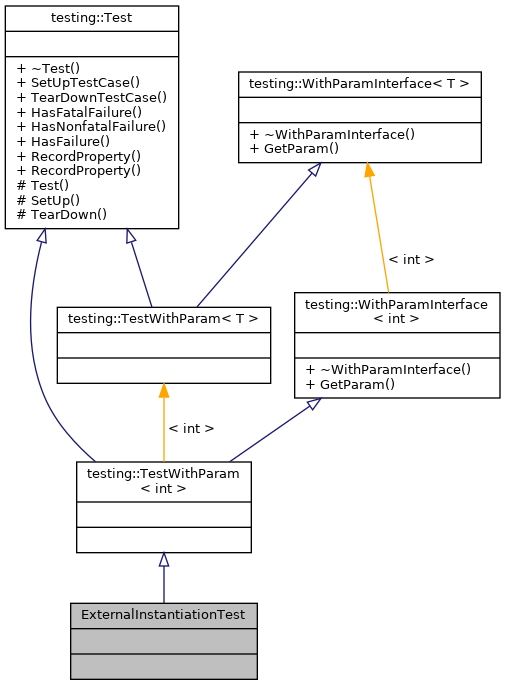 testing::Test
+ ~Test()
+ SetUpTestCase()
+ TearDownTestCase()
+ HasFatalFailure()
+ HasNonfatalFailure()
+ HasFailure()
+ RecordProperty()
+ RecordProperty()
# Test()
# SetUp()
# TearDown()
testing::WithParamInterface< T >
+ ~WithParamInterface()
+ GetParam()
< int >
testing::TestWithParam< T >
testing::WithParamInterface
< int >
+ ~WithParamInterface()
+ GetParam()
< int >
testing::TestWithParam
< int >
ExternalInstantiationTest